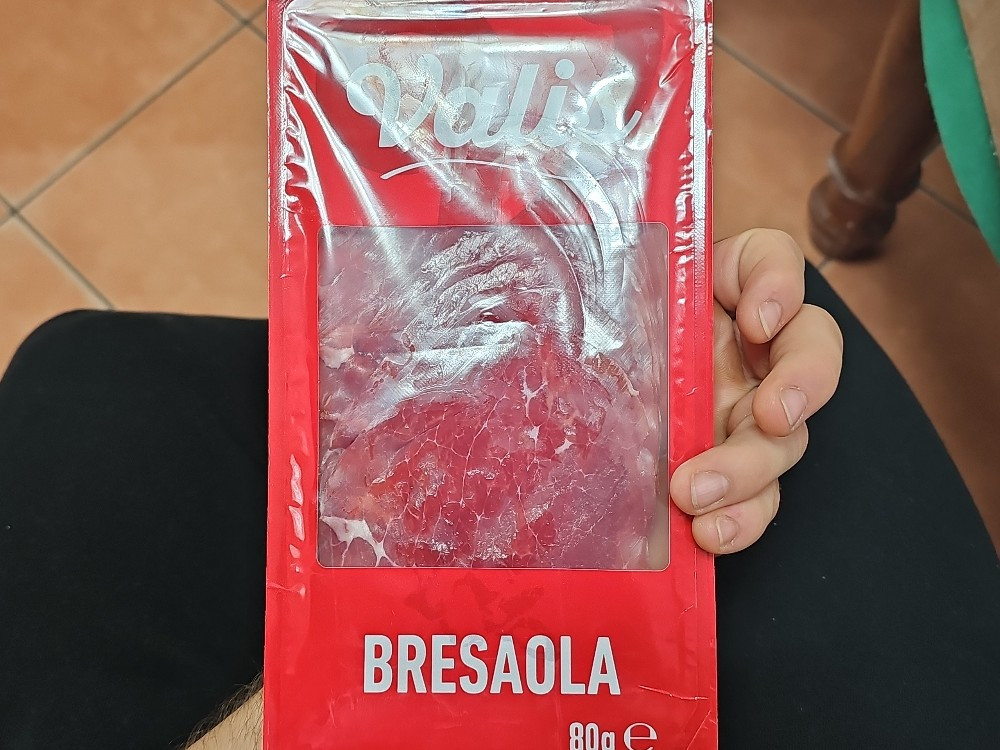 Valis
BRESAOLA
80g e